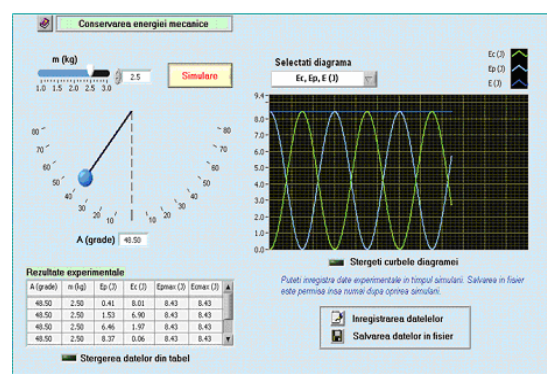 Conservarea energiei mecanice
m (kg)
2.5
1.0 1.5 2.0 2.5 3.0
Simulare
Selectati diagrama
Ec, Ep, E (J)
Ec (J)
Ep (J)
E (J)
9.4
8.0
7.0
6.0
5.0
4.0
3.0
2.0
1.0
0.0
80 70 60 50 40 30 20 10
10 20 30 40 50 60 70 80
A (grade) 48.50
Stergeti curbele diagramei
Puteti inregistra date experimentale in timpul simularii. Salvarea in fisier
este permisa insa numai dupa oprirea simularii.
Rezultate experimentale
A (grade) m (kg) Ep (J) Ec (J) Epmax (J) Ecmax (J)
48.50 2.50 0.41 8.01 8.43 8.43
48.50 2.50 1.53 6.90 8.43 8.43
48.50 2.50 6.46 1.97 8.43 8.43
48.50 2.50 8.37 0.06 8.43 8.43
Stergerea datelor din tabel
Inregistrarea datelelor
Salvarea datelor in fisier